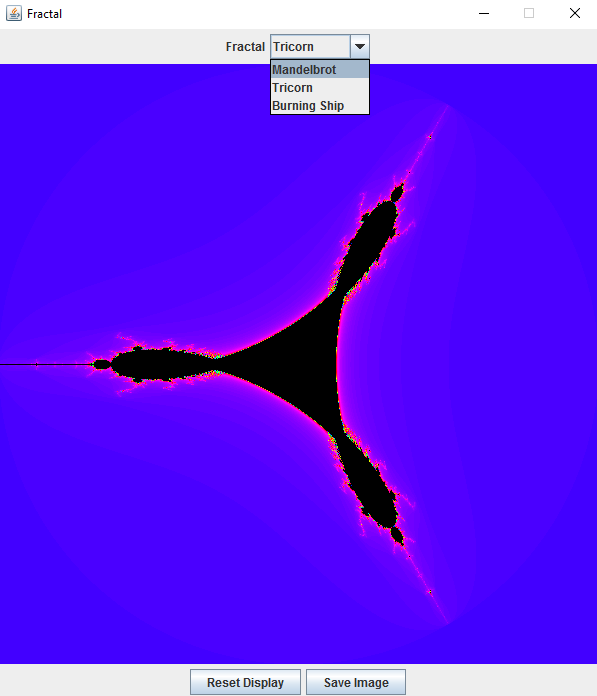 Fractal
Fractal Tricorn
Mandelbrot
Tricorn
Burning Ship
Reset Display Save Image